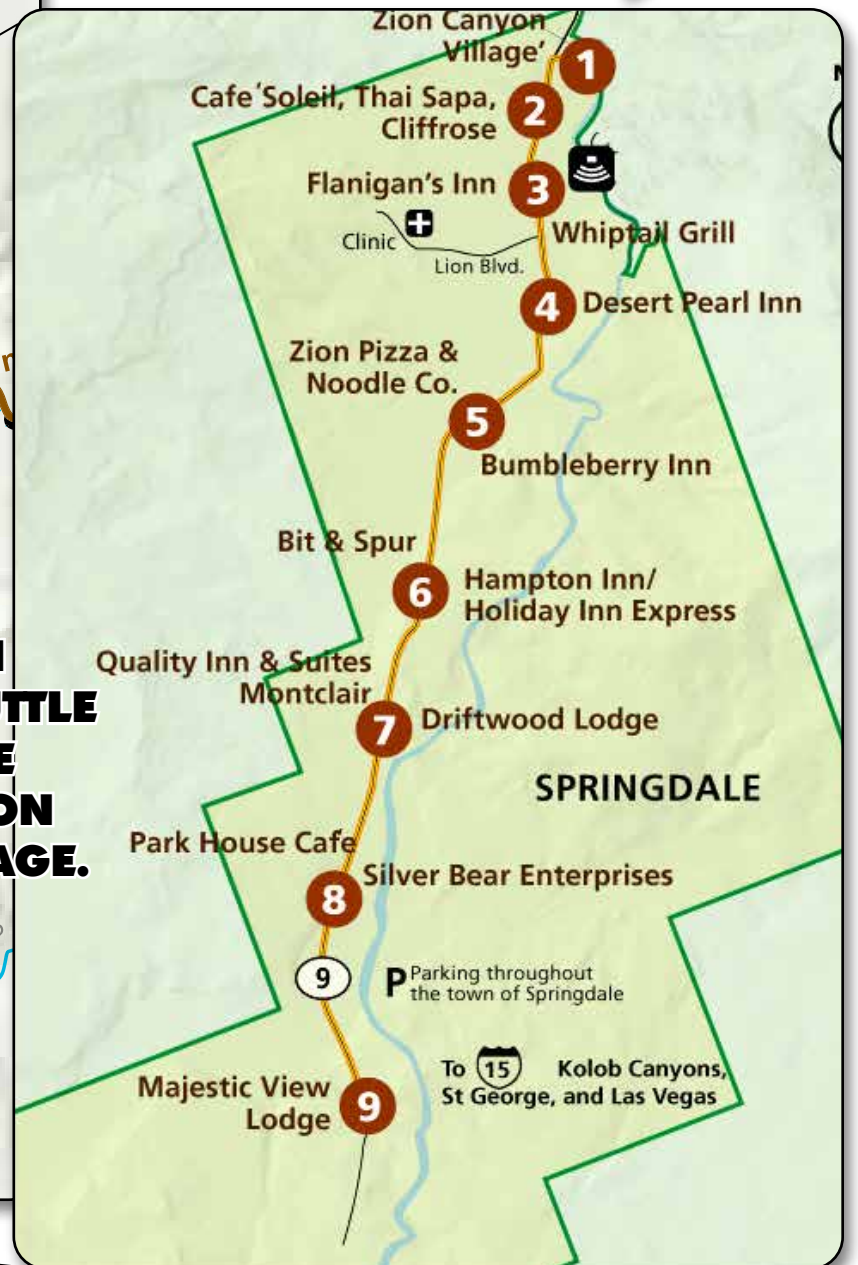 Zion Canyon
Village'
1
Cafe´Soleil, Thai Sapa,
Cliffrose
2
Flanigan's Inn
3
Clinic
Lion Blvd.
Whiptail Grill
4
Desert Pearl Inn
Zion Pizza &
Noodle Co.
5
Bumbleberry Inn
Bit & Spur
6
Hampton Inn/
Holiday Inn Express
Quality Inn & Suites
Montclair
7
Driftwood Lodge
SPRINGDALE
Park House Cafe
8
Silver Bear Enterprises
9
P
Parking throughout
the town of Springdale
To 15 Kolob Canyons,
St George, and Las Vegas
Majestic View
Lodge
9